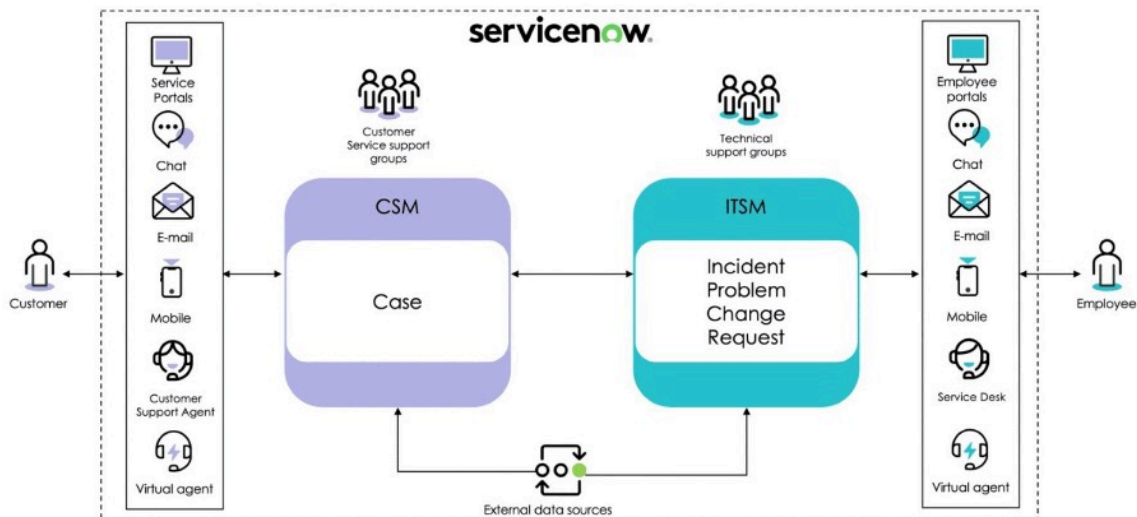 servicenow
Service
Portals
Chat
E-mail
Mobile
Customer
Support Agent
Virtual agent
Customer
Customer
Service support
groups
CSM
Case
Technical
support groups
ITSM
Incident
Problem
Change
Request
External data sources
Employee
portals
Chat
E-mail
Mobile
Service Desk
Virtual agent
Employee